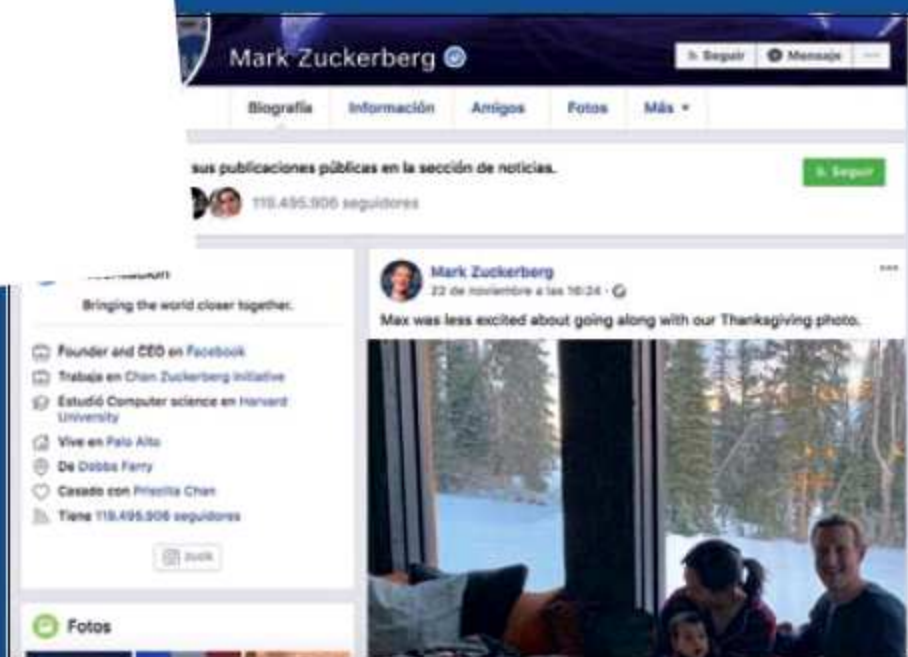 Mark Zuckerberg
Seguir
Mensaje
Biografía
Información
Amigos
Fotos
Más
sus publicaciones públicas en la sección de noticias.
Seguir
119.495.906 seguidores
Bringing the world closer together.
Founder and CEO en Facebook
Trabaja en Chan Zuckerberg Initiative
Estudió Computer science en Harvard
University
Vive en Palo Alto
De Dobbs Ferry
Casado con Priscilla Chan
Tiene 119.495.906 seguidores
zuck
Fotos
Mark Zuckerberg
22 de noviembre a las 16:24
Max was less excited about going along with our Thanksgiving photo.